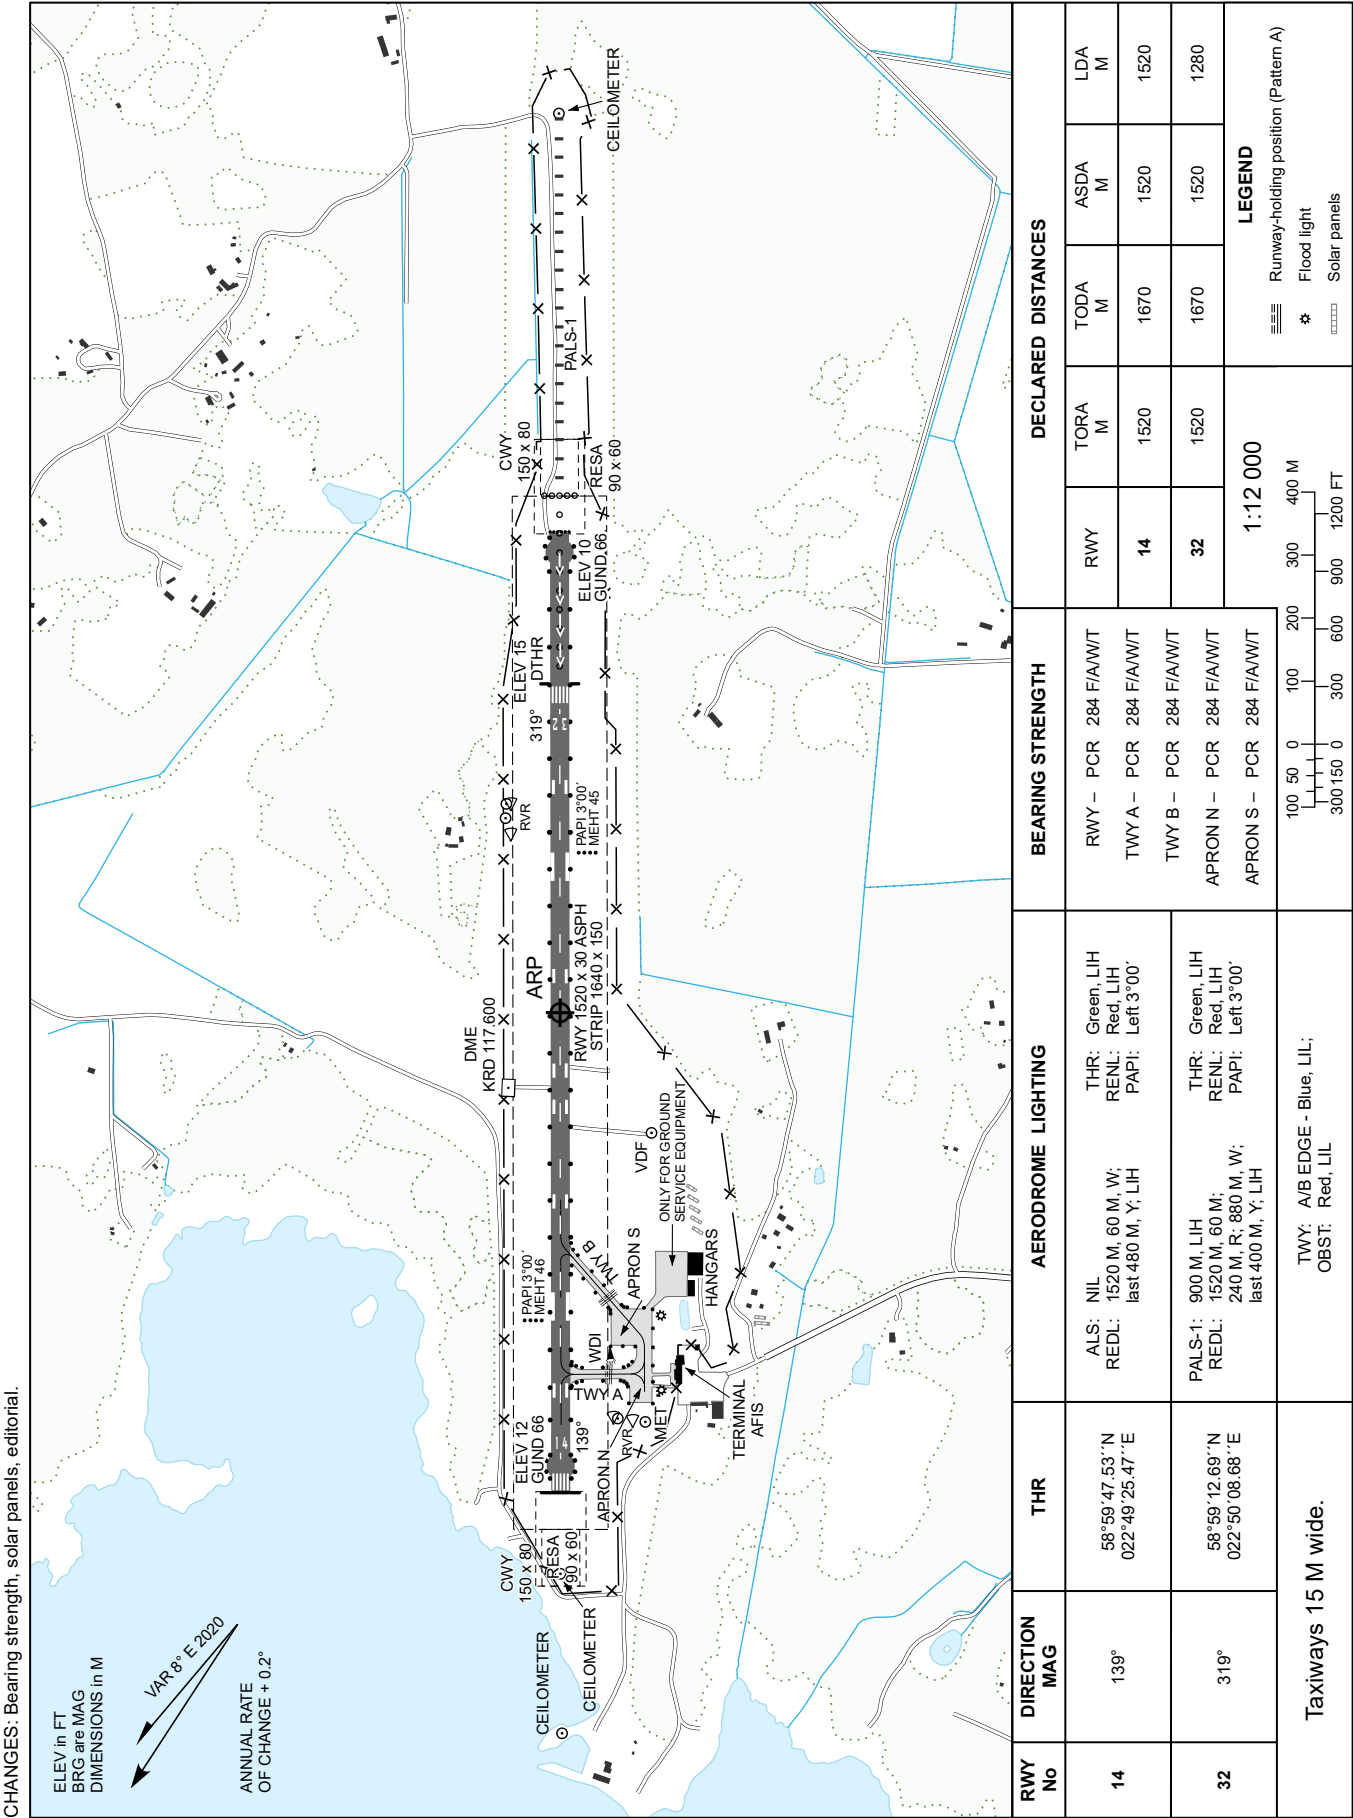 CHANGES: Bearing strength, solar panels, editorial.
ELEV in FT
BRG are MAG
DIMENSIONS in M
VAR 8° E 2020
ANNUAL RATE
OF CHANGE + 0.2°
CEILOMETER
CEILOMETER
CWY
150 x 80
RESA
90 x 60
ELEV 12
GUND 66
139°
14
APRON N
RVR
MET
TWY A
WDI
PAPI 3°00´
MEHT 46
TWY B
APRON S
TERMINAL
AFIS
HANGARS
ONLY FOR GROUND
SERVICE EQUIPMENT
VDF
DME
KRD 117.600
ARP
RWY 1520 x 30 ASPH
STRIP 1640 x 150
RVR
PAPI 3°00´
MEHT 45
319°
32
ELEV 15
DTHR
ELEV 10
GUND 66
CWY
150 x 80
RESA
90 x 60
PALS-1
CEILOMETER
RWY
No
DIRECTION
MAG
THR
AERODROME LIGHTING
BEARING STRENGTH
DECLARED DISTANCES
14
139°
58°59´47.53´´N
022°49´25.47´´E
ALS: NIL
REDL: 1520 M, 60 M, W;
last 480 M, Y; LIH
THR: Green, LIH
RENL: Red, LIH
PAPI: Left 3°00´
32
319°
58°59´12.69´´N
022°50´08.68´´E
PALS-1: 900 M, LIH
REDL: 1520 M, 60 M;
240 M, R; 880 M, W;
last 400 M, Y; LIH
THR: Green, LIH
RENL: Red, LIH
PAPI: Left 3°00´
Taxiways 15 M wide.
TWY: A/B EDGE - Blue, LIL;
OBST: Red, LIL
RWY – PCR 284 F/A/W/T
TWY A – PCR 284 F/A/W/T
TWY B – PCR 284 F/A/W/T
APRON N – PCR 284 F/A/W/T
APRON S – PCR 284 F/A/W/T
RWY TORA M TODA M ASDA M LDA M
14 1520 1670 1520 1520
32 1520 1670 1520 1280
1:12 000
100 50 0 100 200 300 400 M
300 150 0 300 600 900 1200 FT
LEGEND
Runway-holding position (Pattern A)
Flood light
Solar panels